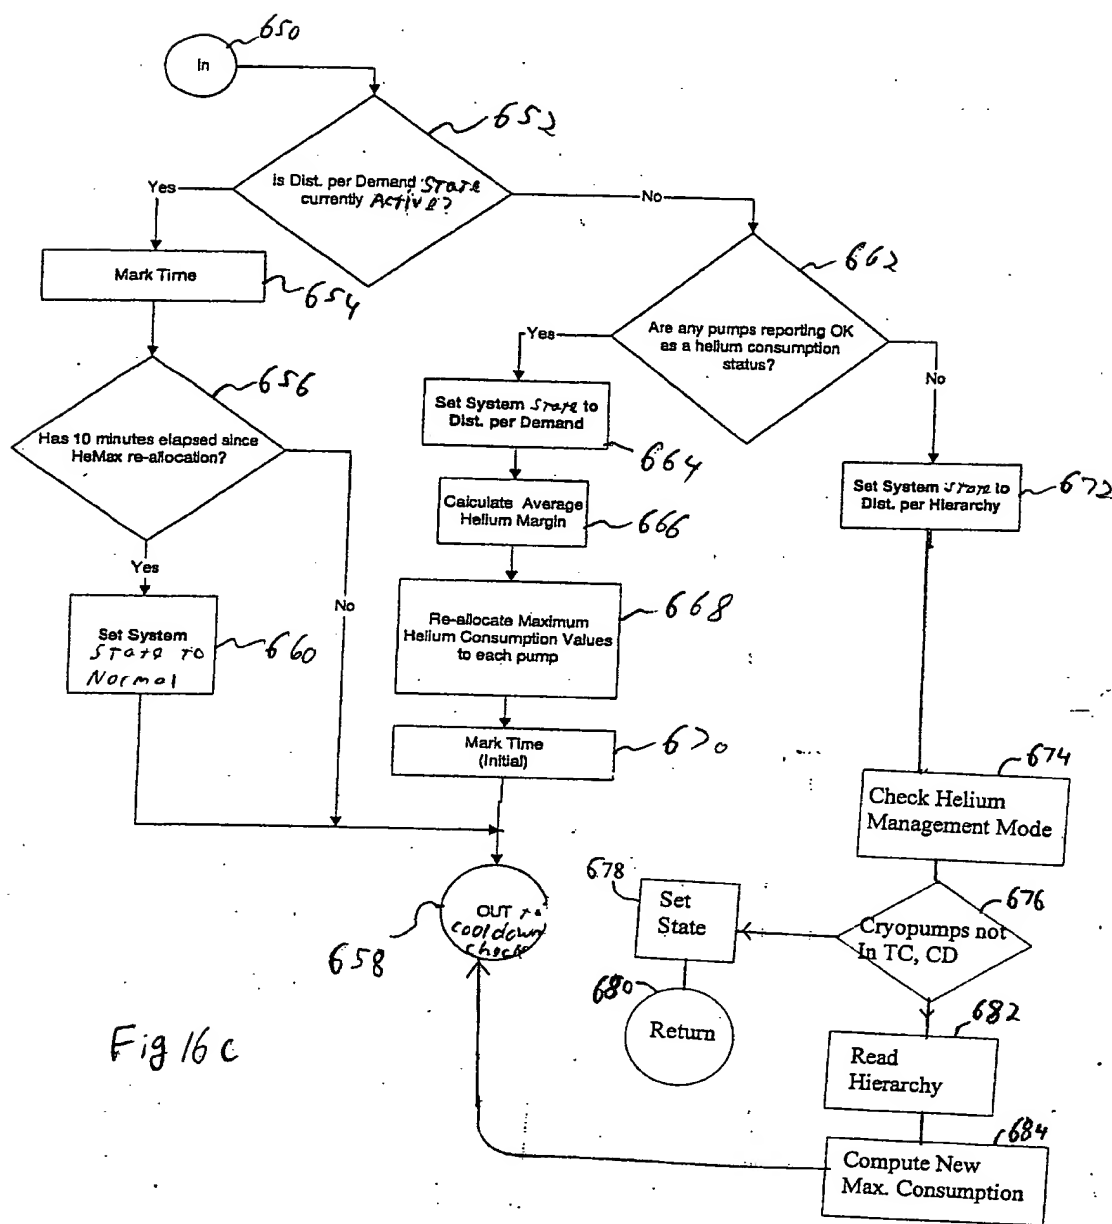 650
In
652
Is Dist. per Demand State
currently Active?
Yes
No
Mark Time
654
662
Are any pumps reporting OK
as a helium consumption
status?
Yes
No
656
Has 10 minutes elapsed since
HeMax re-allocation?
Set System State to
Dist. per Demand
664
Set System State to
Dist. per Hierarchy
672
Calculate Average
Helium Margin
666
Yes
No
Set System
State to
Normal
660
Re-allocate Maximum
Helium Consumption Values
to each pump
668
Mark Time
(Initial)
670
674
Check Helium
Management Mode
678
Set
State
676
Cryopumps not
In TC, CD
OUT to
cooldown
check
658
680
Return
682
Read
Hierarchy
684
Compute New
Max. Consumption
Fig 16c